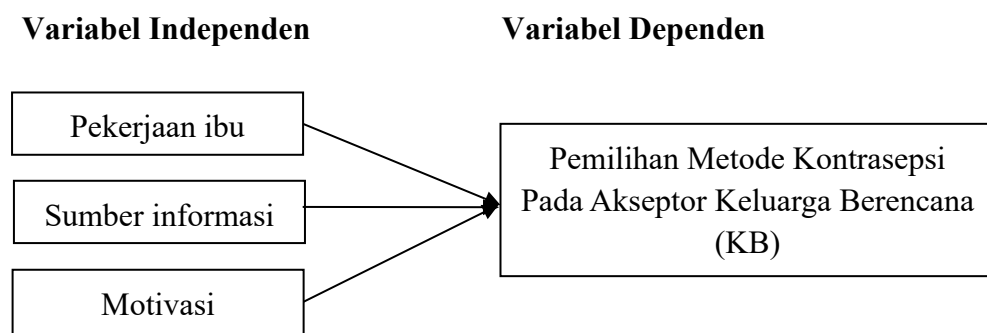 Variabel Independen
Variabel Dependen
Pekerjaan ibu
Sumber informasi
Motivasi
Pemilihan Metode Kontrasepsi
Pada Akseptor Keluarga Berencana
(KB)